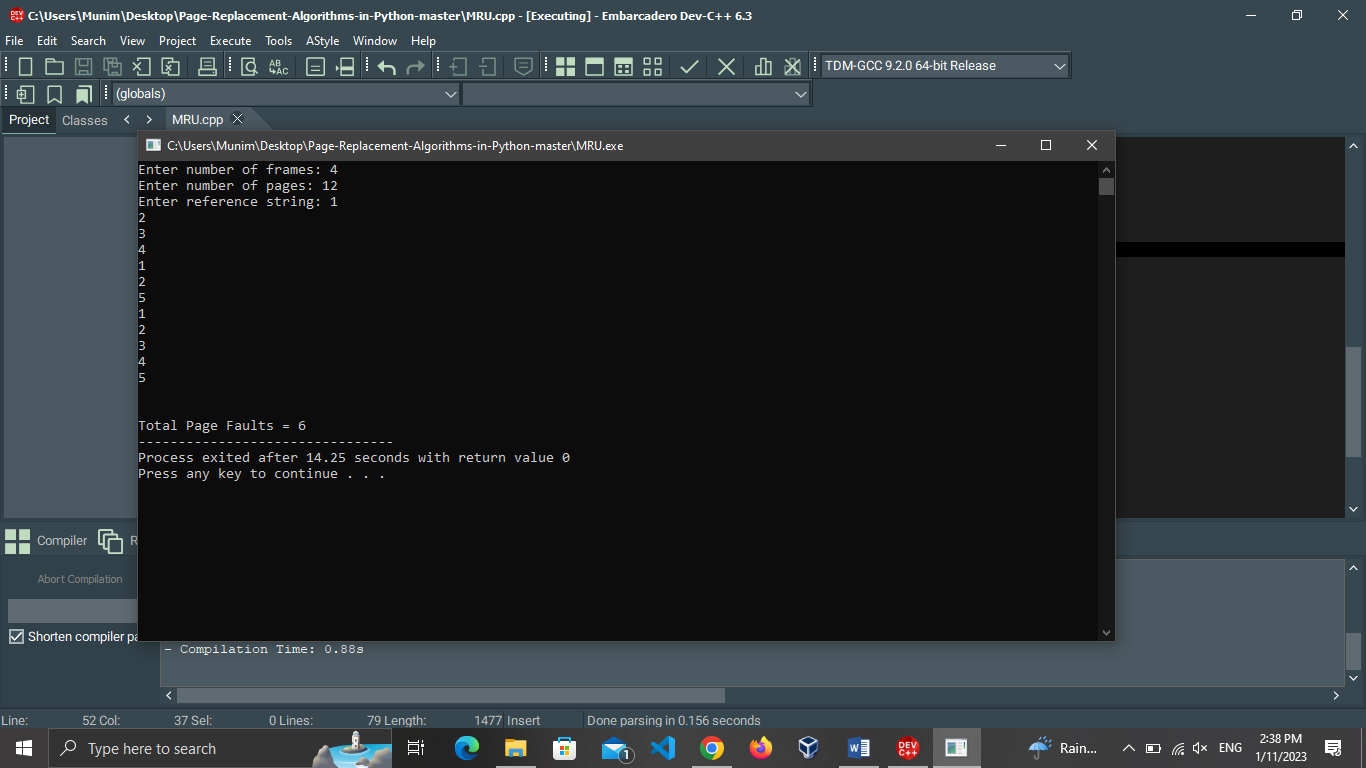 C:\Users\Munim\Desktop\Page-Replacement-Algorithms-in-Python-master\MRU.cpp - [Executing] - Embarcadero Dev-C++ 6.3
File Edit Search View Project Execute Tools AStyle Window Help
TDM-GCC 9.2.0 64-bit Release
(globals)
Project Classes MRU.cpp
C:\Users\Munim\Desktop\Page-Replacement-Algorithms-in-Python-master\MRU.exe
Enter number of frames: 4
Enter number of pages: 12
Enter reference string: 1
2
3
4
1
2
5
1
2
3
4
5
Total Page Faults = 6
--------------------------------
Process exited after 14.25 seconds with return value 0
Press any key to continue . . .
Compiler R
Abort Compilation
Shorten compiler pa
- Compilation Time: 0.88s
Line: 52 Col: 37 Sel: 0 Lines: 79 Length: 1477 Insert Done parsing in 0.156 seconds
Type here to search
1
DEV C++
Rain...
ENG
2:38 PM
1/11/2023